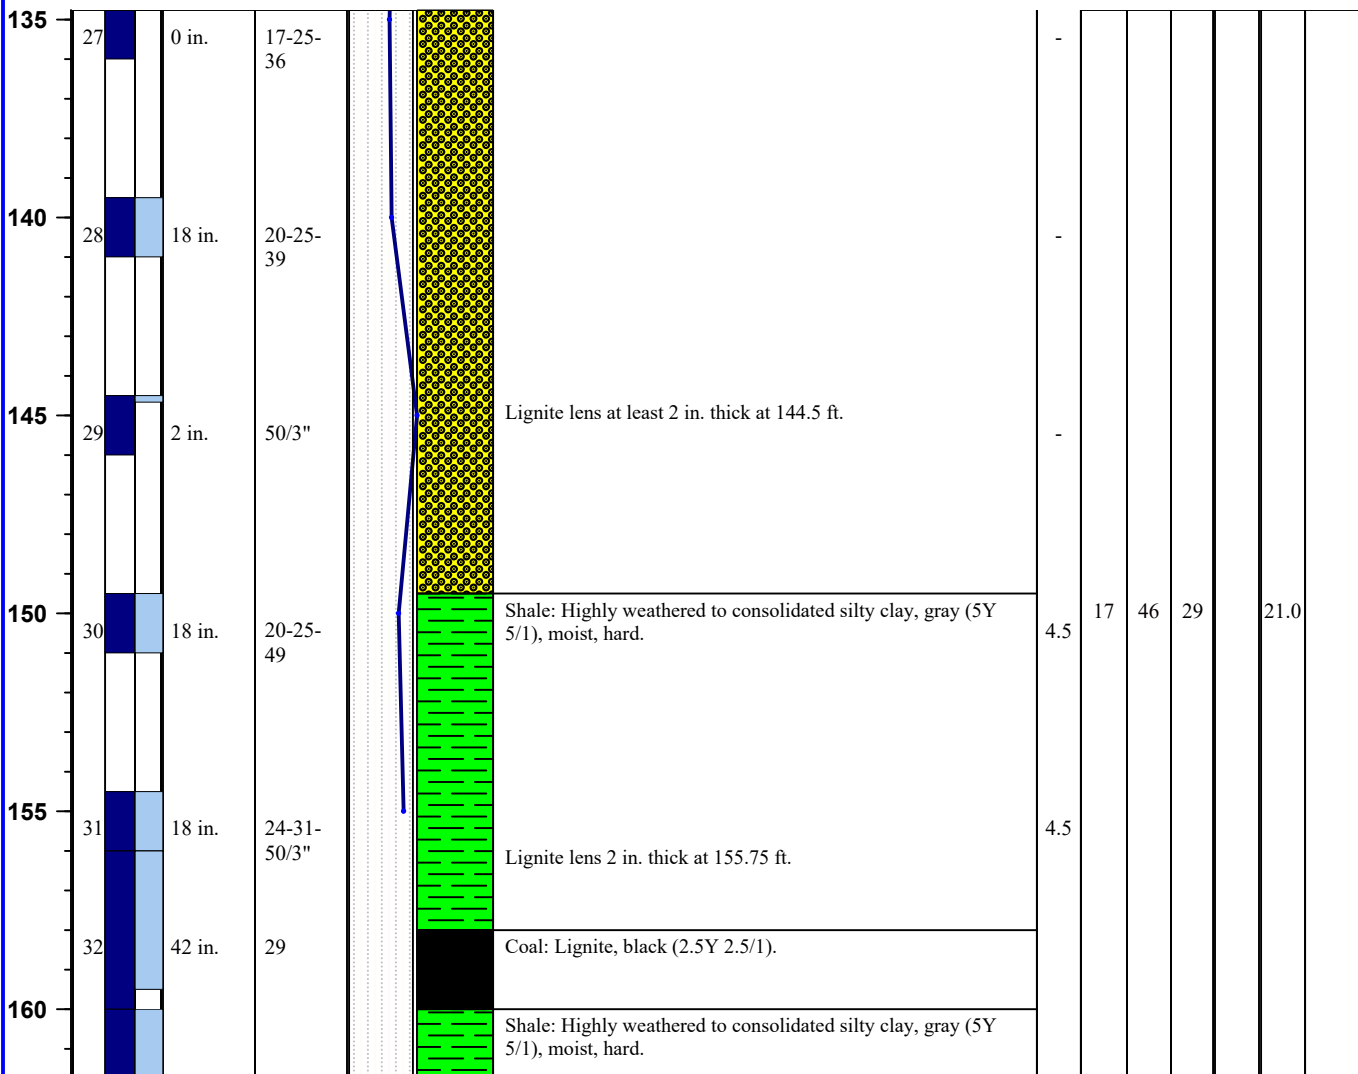 135
27 0 in. 17-25- -
36
140
28 18 in. 20-25- -
39
145 Lignite lens at least 2 in. thick at 144.5 ft.
29 2 in. 50/3" -
150 Shale: Highly weathered to consolidated silty clay, gray (5Y 17 46 29 21.0
30 18 in. 20-25- 5/1), moist, hard. 4.5
49
155
31 18 in. 24-31- 4.5
50/3" Lignite lens 2 in. thick at 155.75 ft.
32 42 in. 29 Coal: Lignite, black (2.5Y 2.5/1).
160
Shale: Highly weathered to consolidated silty clay, gray (5Y
5/1), moist, hard.